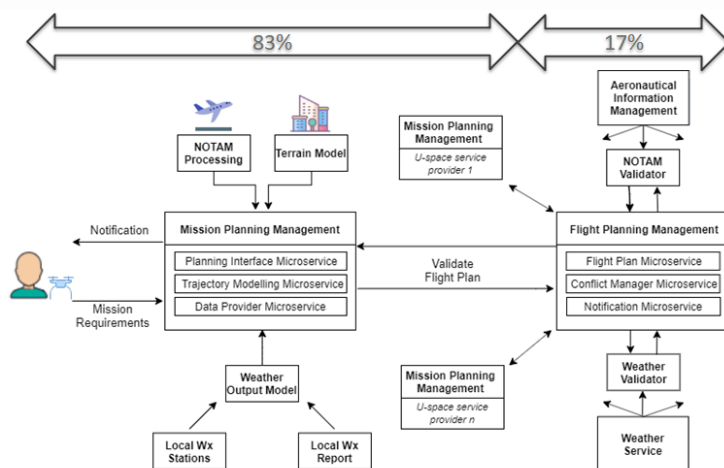 83%
17%
NOTAM
Processing
Terrain Model
Mission Planning
Management
U-space service
provider 1
Aeronautical
Information
Management
NOTAM
Validator
Notification
Mission
Requirements
Mission Planning Management
Planning Interface Microservice
Trajectory Modelling Microservice
Data Provider Microservice
Validate
Flight Plan
Flight Planning Management
Flight Plan Microservice
Conflict Manager Microservice
Notification Microservice
Weather
Output Model
Local Wx
Stations
Local Wx
Report
Mission Planning
Management
U-space service
provider n
Weather
Validator
Weather
Service